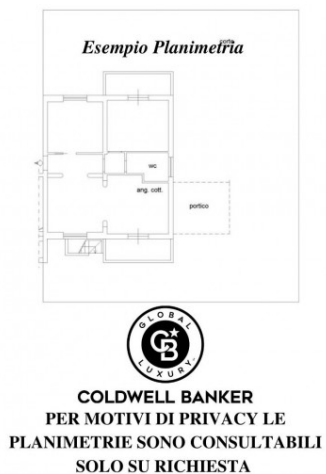 corte
Esempio Planimetria
wc
ang. cott.
portico
GLOBAL
CB
LUXURY
COLDWELL BANKER
PER MOTIVI DI PRIVACY LE
PLANIMETRIE SONO CONSULTABILI
SOLO SU RICHIESTA